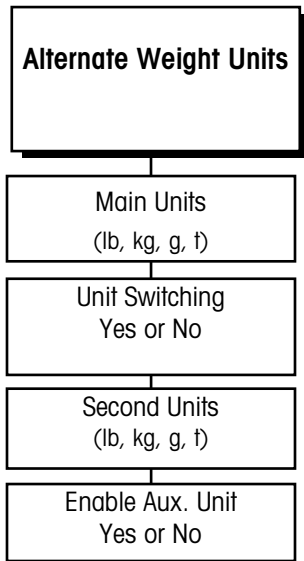 Alternate Weight Units
Main Units
(lb, kg, g, t)
Unit Switching
Yes or No
Second Units
(lb, kg, g, t)
Enable Aux. Unit
Yes or No